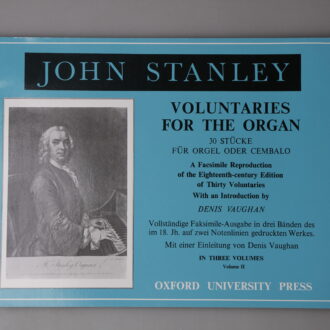 JOHN STANLEY
VOLUNTARIES
FOR THE ORGAN
30 STÜCKE
FÜR ORGEL ODER CEMBALO
A Facsimile Reproduction
of the Eighteenth-century Edition
of Thirty Voluntaries
With an Introduction by
DENIS VAUGHAN
Vollständige Faksimile-Ausgabe in drei Bänden des
im 18. Jh. auf zwei Notenlinien gedruckten Werkes.
Mit einer Einleitung von Denis Vaughan
IN THREE VOLUMES
Volume II
OXFORD UNIVERSITY PRESS
Stanley Organist